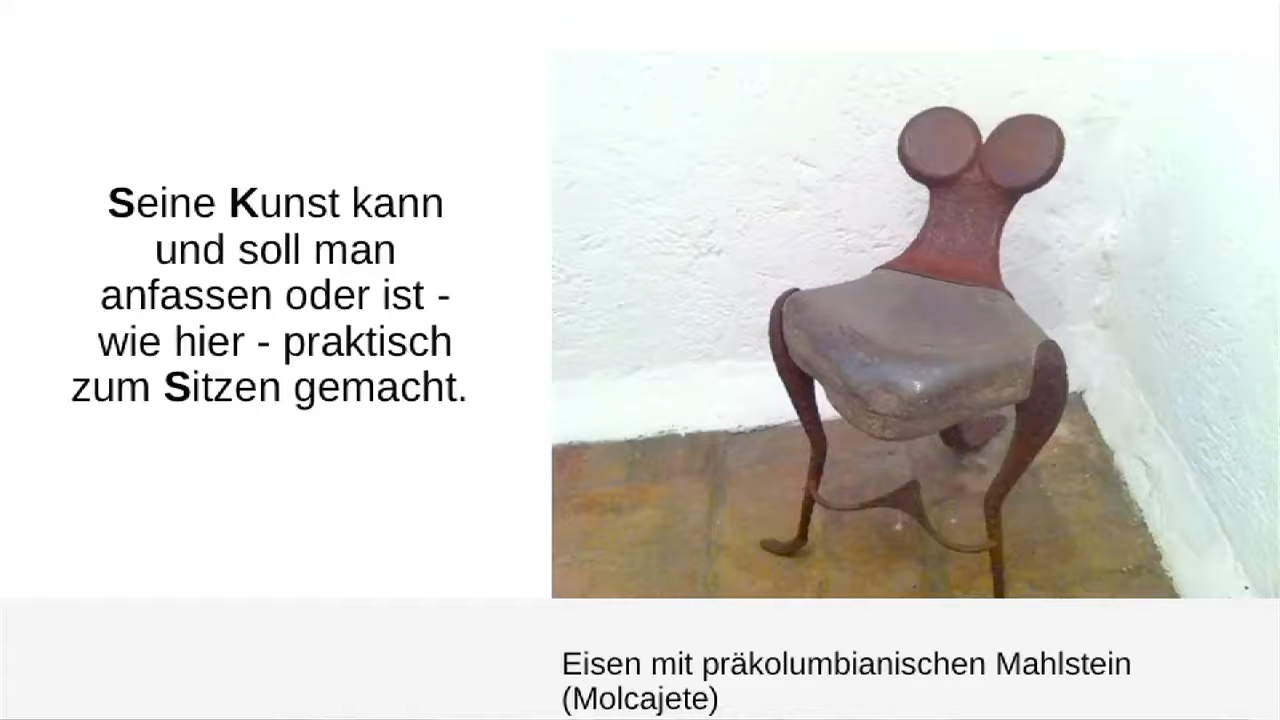 Seine Kunst kann
und soll man
anfassen oder ist -
wie hier - praktisch
zum Sitzen gemacht.
Eisen mit präkolumbianischen Mahlstein
(Molcajete)